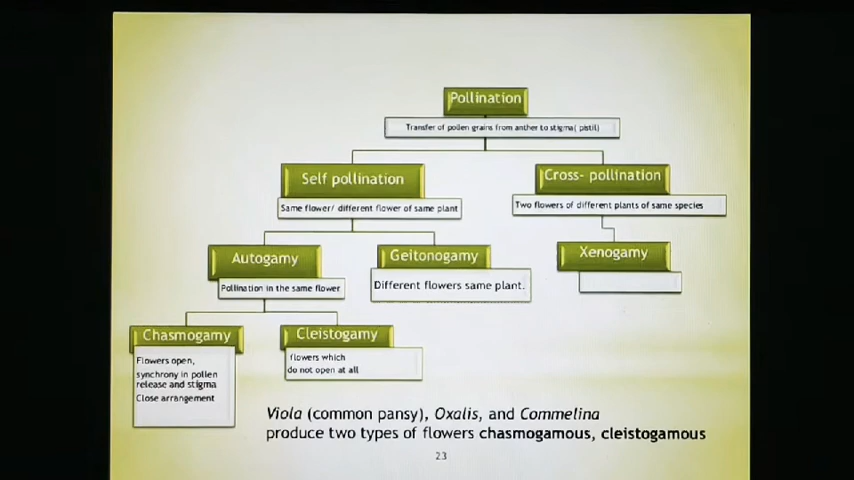 Pollination
Transfer of pollen grains from anther to stigma( pistil)
Self pollination
Cross- pollination
Same flower/ different flower of same plant
Two flowers of different plants of same species
Autogamy
Geitonogamy
Xenogamy
Pollination in the same flower
Different flowers same plant.
Chasmogamy
Cleistogamy
Flowers open,
synchrony in pollen
release and stigma
Close arrangement
flowers which
do not open at all
Viola (common pansy), Oxalis, and Commelina
produce two types of flowers chasmogamous, cleistogamous
23